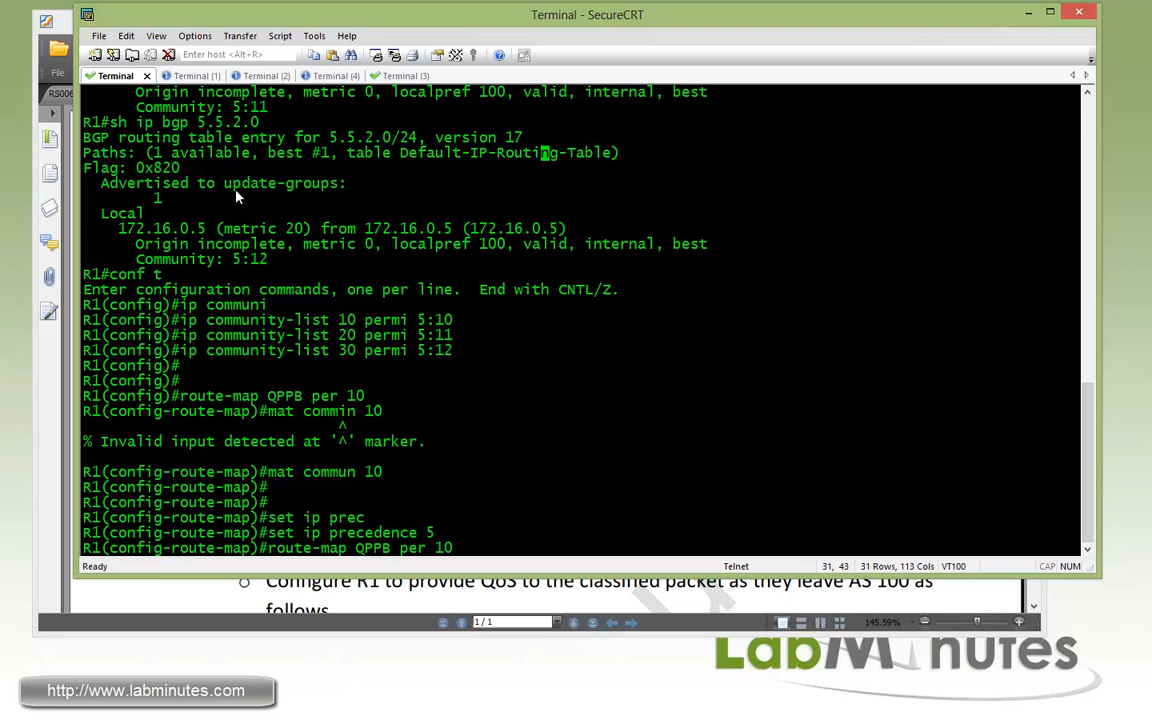 Terminal - SecureCRT
File Edit View Options Transfer Script Tools Help
Enter host <Alt+R>
File
Terminal Terminal (1) Terminal (2) Terminal (4) Terminal (3)
RS006
Origin incomplete, metric 0, localpref 100, valid, internal, best
Community: 5:11
R1#sh ip bgp 5.5.2.0
BGP routing table entry for 5.5.2.0/24, version 17
Paths: (1 available, best #1, table Default-IP-Routing-Table)
Flag: 0x820
Advertised to update-groups:
1
Local
172.16.0.5 (metric 20) from 172.16.0.5 (172.16.0.5)
Origin incomplete, metric 0, localpref 100, valid, internal, best
Community: 5:12
R1#conf t
Enter configuration commands, one per line.  End with CNTL/Z.
R1(config)#ip communi
R1(config)#ip community-list 10 permi 5:10
R1(config)#ip community-list 20 permi 5:11
R1(config)#ip community-list 30 permi 5:12
R1(config)#
R1(config)#
R1(config)#route-map QPPB per 10
R1(config-route-map)#mat commin 10
^
% Invalid input detected at '^' marker.
R1(config-route-map)#mat commun 10
R1(config-route-map)#
R1(config-route-map)#
R1(config-route-map)#set ip prec
R1(config-route-map)#set ip precedence 5
R1(config-route-map)#route-map QPPB per 10
Ready Telnet 31, 43 31 Rows, 113 Cols VT100 CAP NUM
o Configure R1 to provide QoS to the classified packet as they leave AS 100 as
follows
1 / 1 145.59%
LabMinutes
http://www.labminutes.com